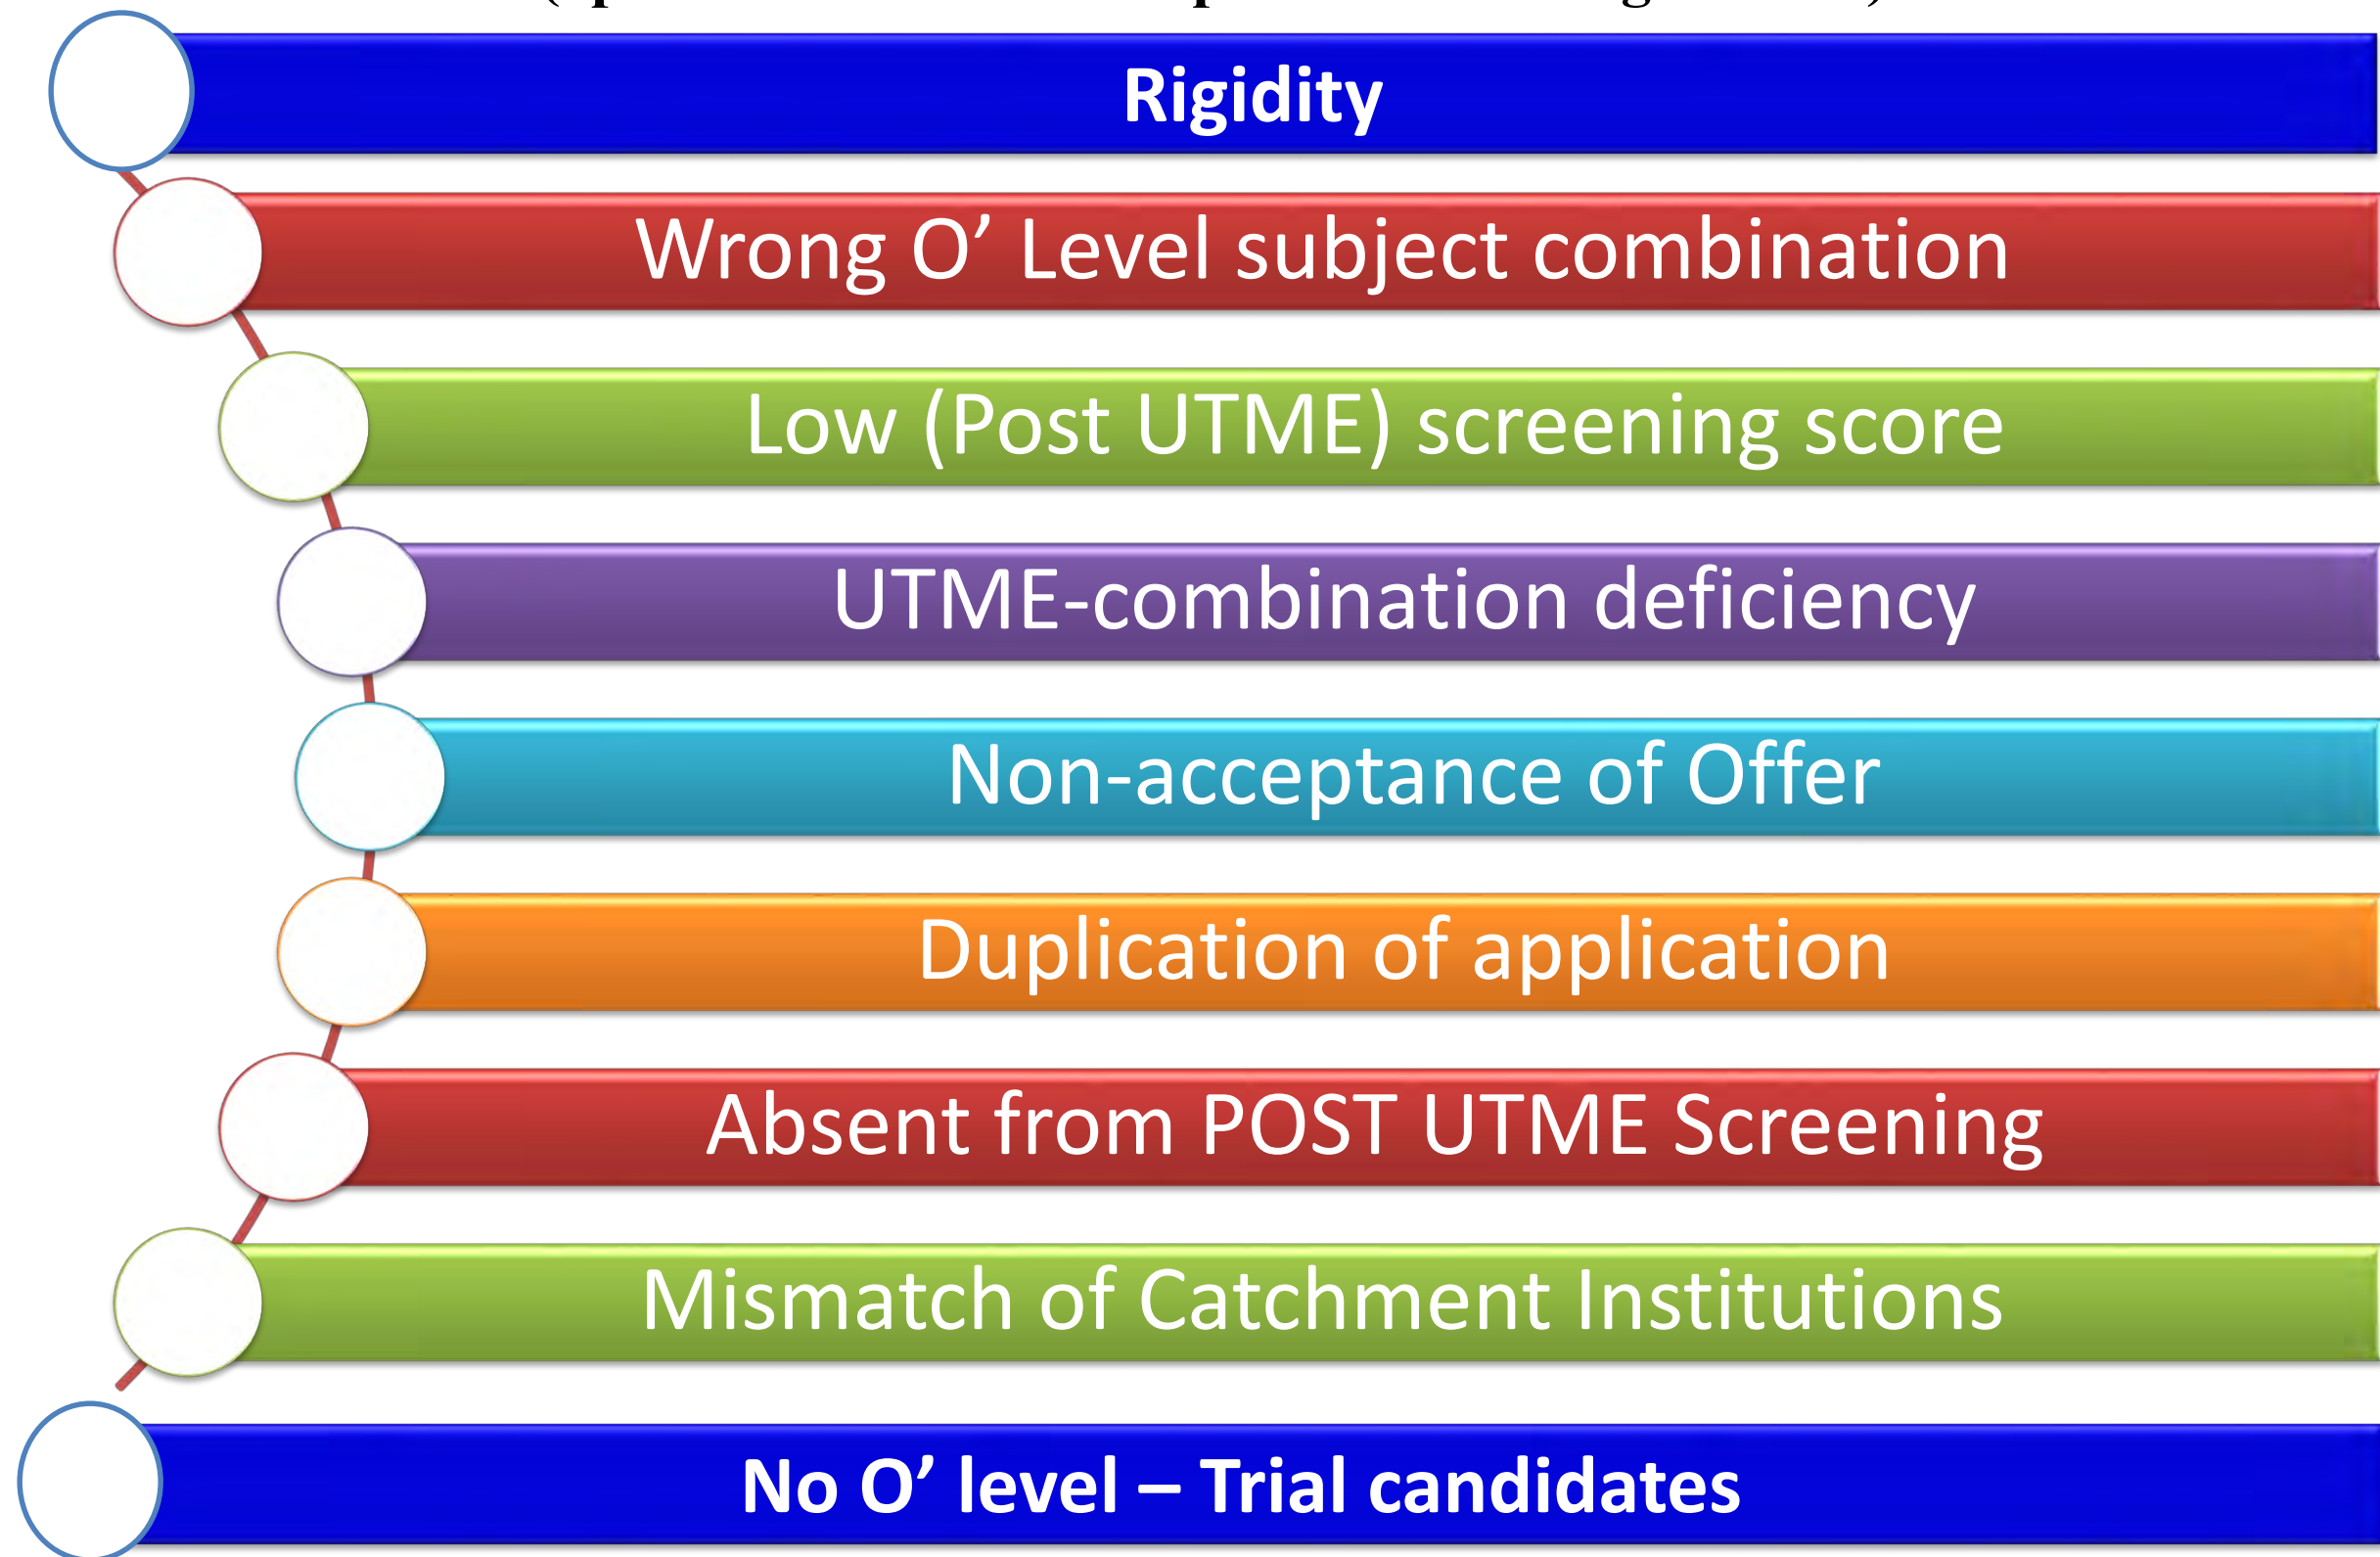 Rigidity
Wrong O’ Level subject combination
Low (Post UTME) screening score
UTME-combination deficiency
Non-acceptance of Offer
Duplication of application
Absent from POST UTME Screening
Mismatch of Catchment Institutions
No O’ level – Trial candidates